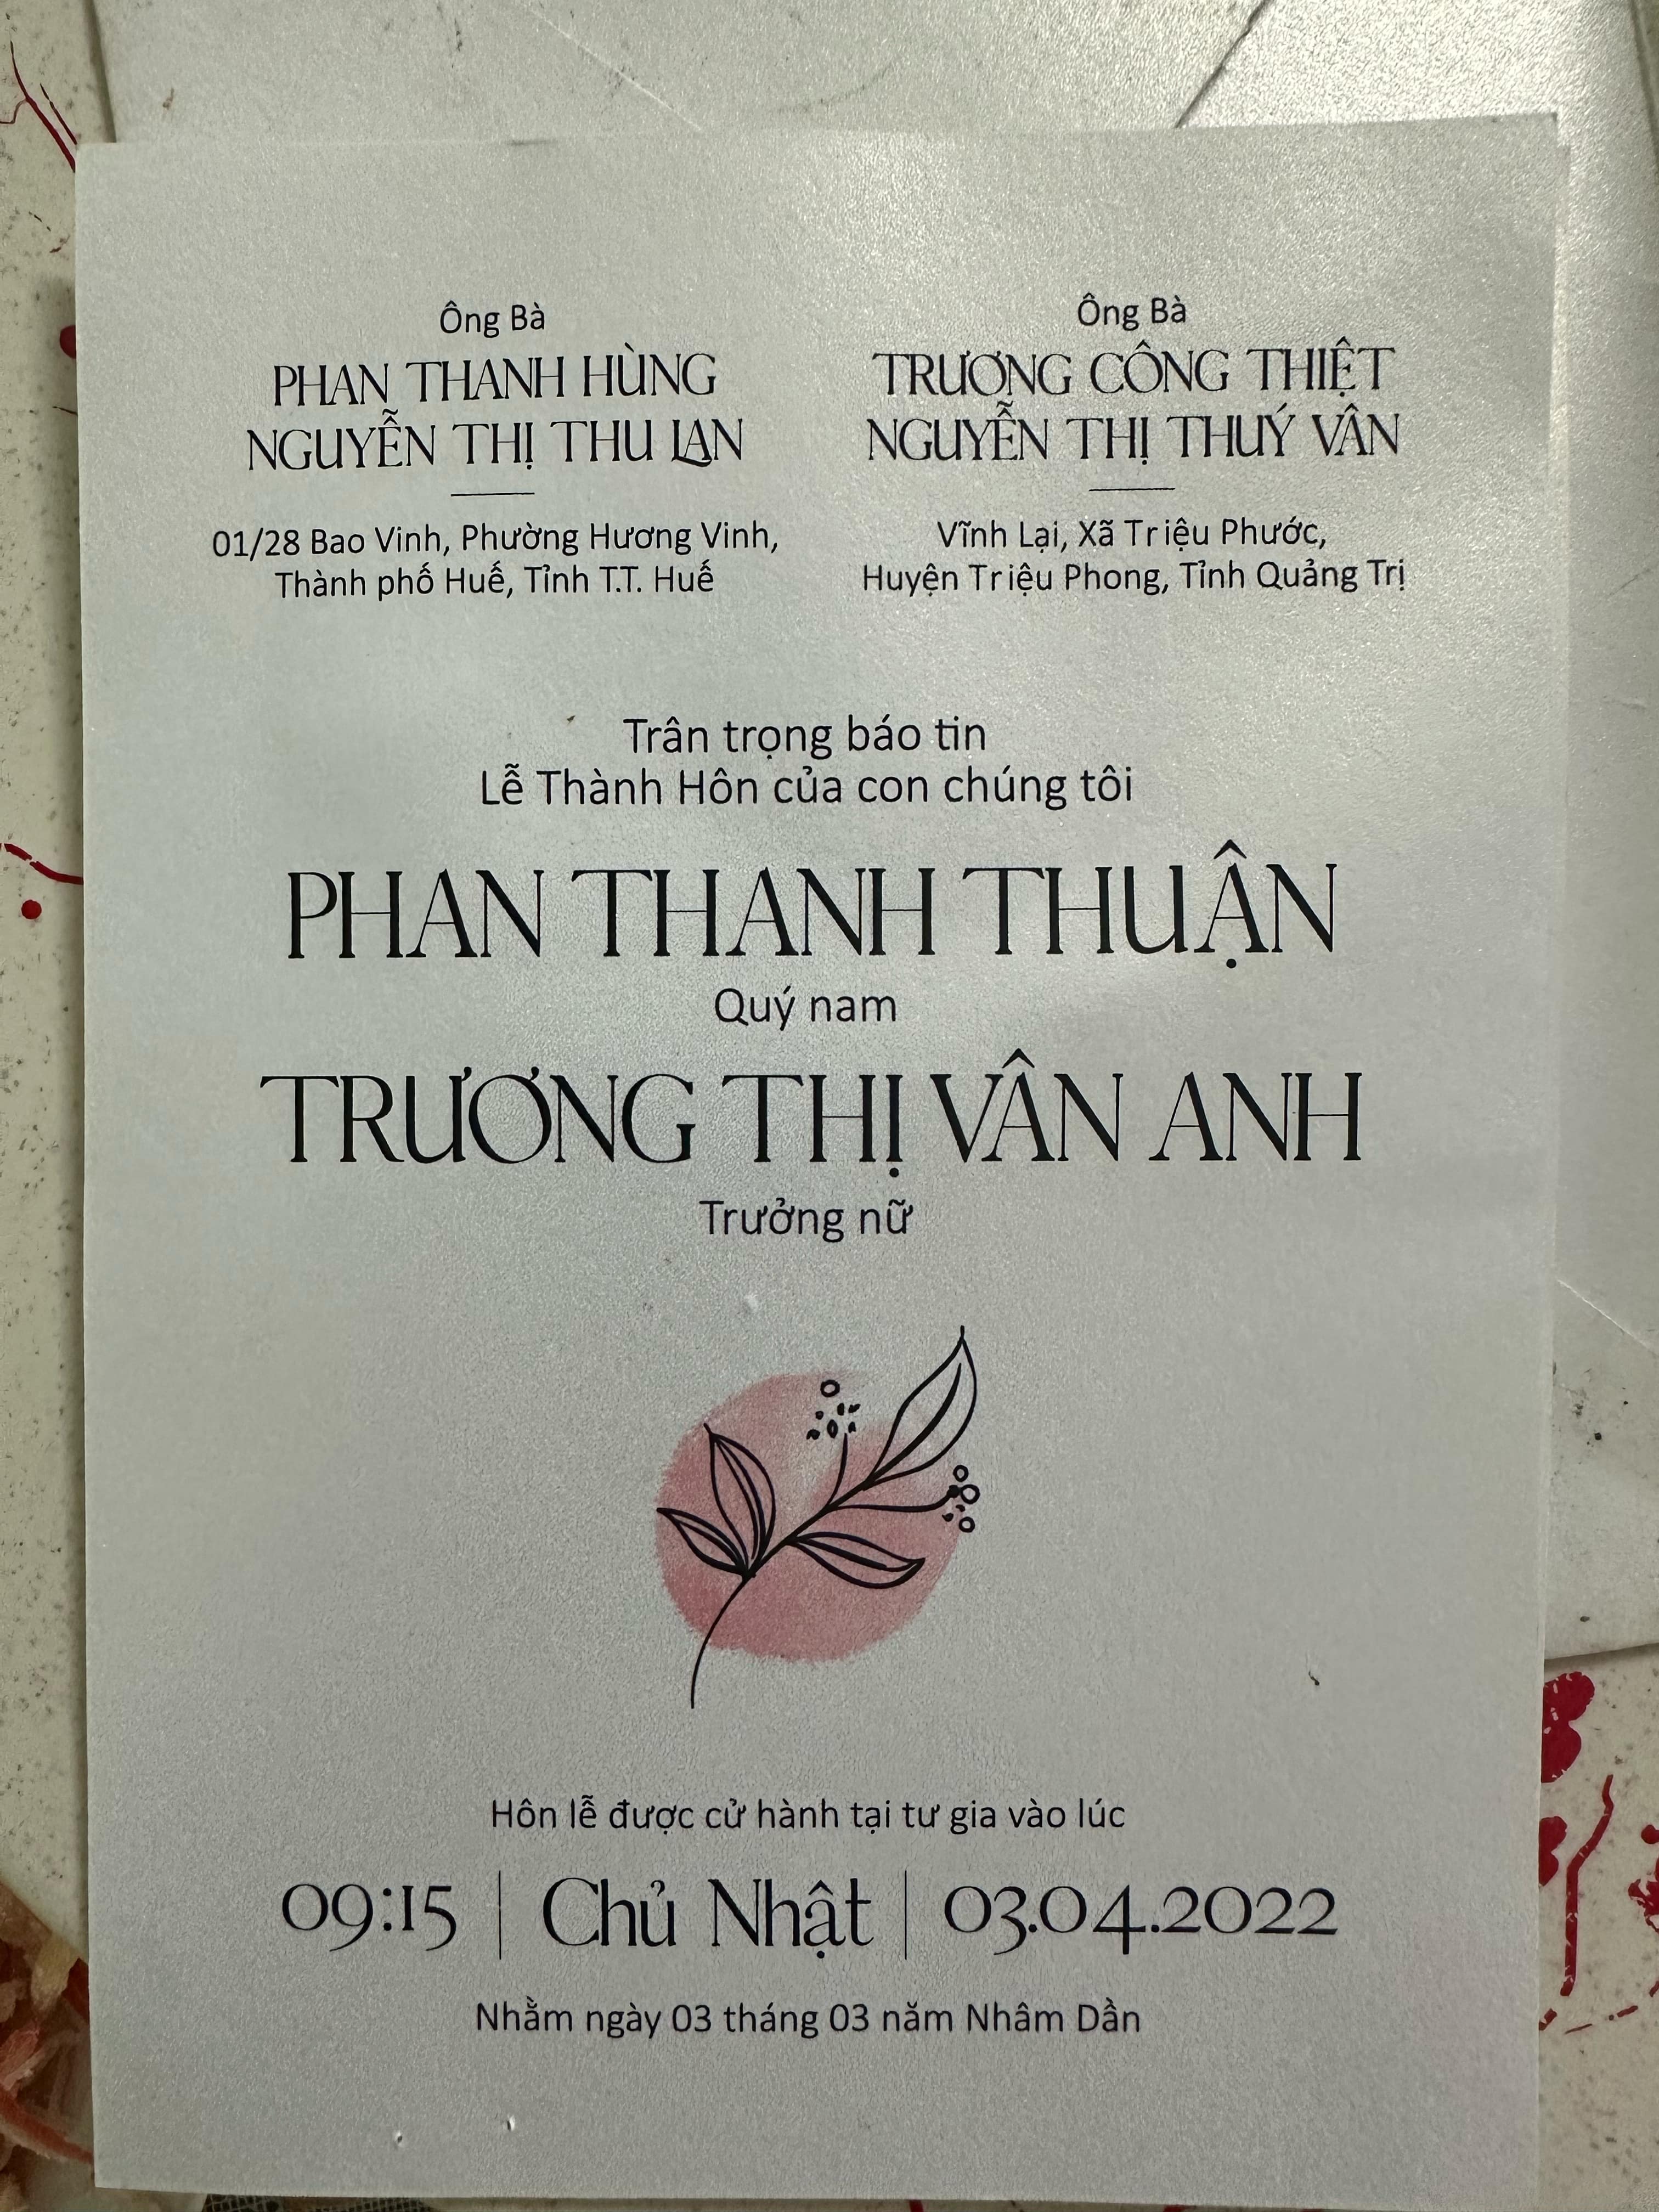 Ông Bà
PHAN THANH HÙNG
NGUYỄN THỊ THU LAN
01/28 Bao Vinh, Phường Hương Vinh,
Thành phố Huế, Tỉnh T.T. Huế
Ông Bà
TRƯƠNG CÔNG THIỆT
NGUYỄN THỊ THUÝ VÂN
Vĩnh Lại, Xã Triệu Phước,
Huyện Triệu Phong, Tỉnh Quảng Trị
Trân trọng báo tin
Lễ Thành Hôn của con chúng tôi
PHAN THANH THUẬN
Quý nam
TRƯƠNG THỊ VÂN ANH
Trưởng nữ
Hôn lễ được cử hành tại tư gia vào lúc
09:15 | Chủ Nhật | 03.04.2022
Nhằm ngày 03 tháng 03 năm Nhâm Dần